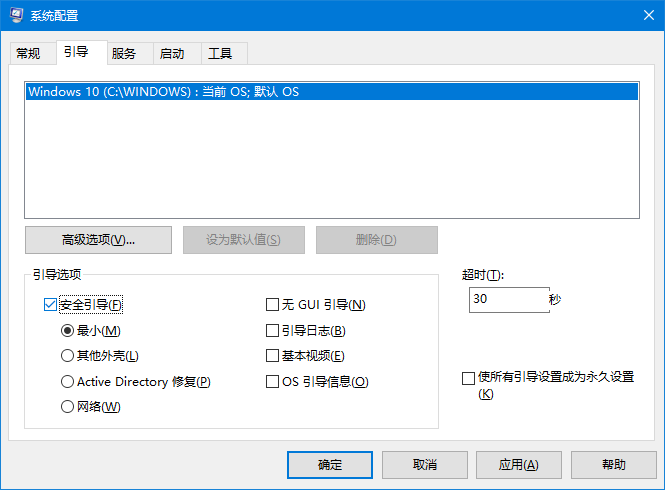 系统配置
常规 引导 服务 启动 工具
Windows 10 (C:\WINDOWS) : 当前 OS; 默认 OS
高级选项(V)... 设为默认值(S) 删除(D)
引导选项 超时(T):
安全引导(F) 无 GUI 引导(N) 30 秒
最小(M) 引导日志(B)
其他外壳(L) 基本视频(E)
Active Directory 修复(P) OS 引导信息(O) 使所有引导设置成为永久设置
(K)
网络(W)
确定 取消 应用(A) 帮助